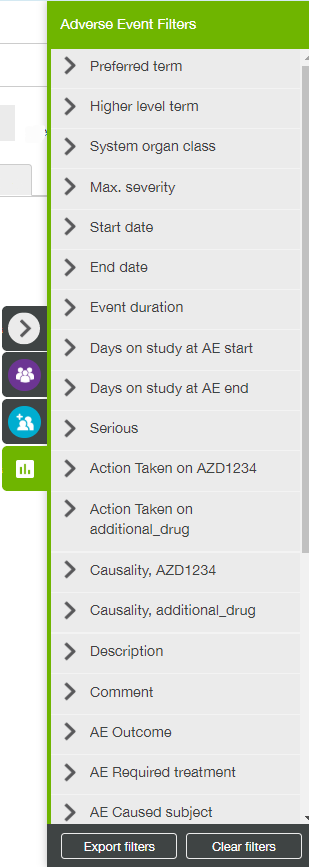 Adverse Event Filters
Preferred term
Higher level term
System organ class
Max. severity
Start date
End date
Event duration
Days on study at AE start
Days on study at AE end
Serious
Action Taken on AZD1234
Action Taken on
additional_drug
Causality, AZD1234
Causality, additional_drug
Description
Comment
AE Outcome
AE Required treatment
AE Caused subject
Export filters
Clear filters